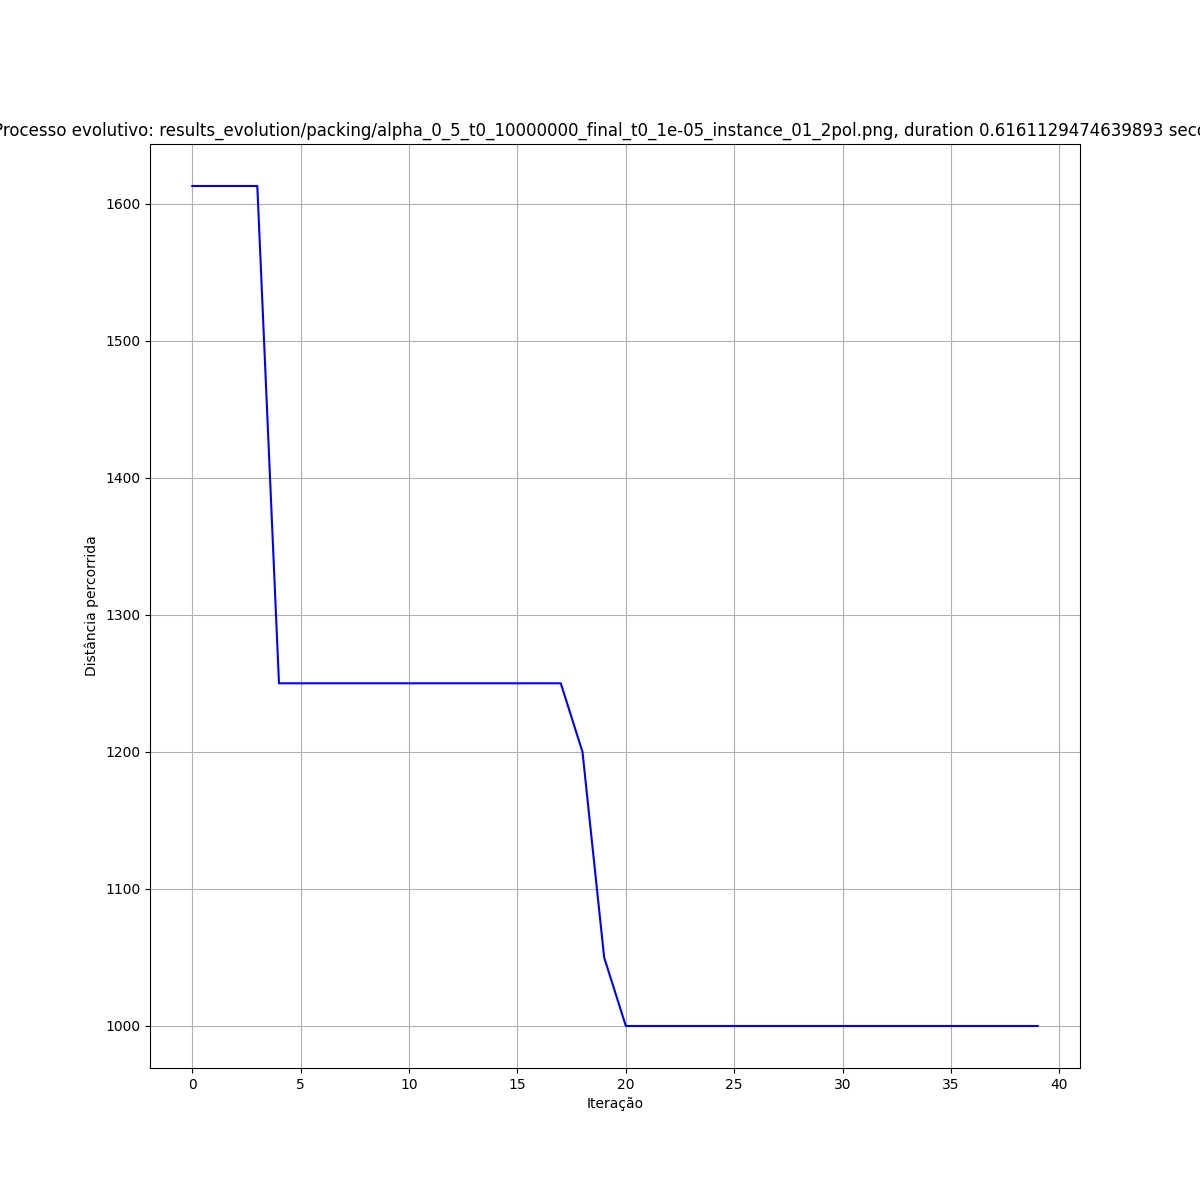 Processo evolutivo: results_evolution/packing/alpha_0_5_t0_10000000_final_t0_1e-05_instance_01_2pol.png, duration 0.6161129474639893
1600
1500
1400
1300
1200
1100
1000
Distância percorrida
0 5 10 15 20 25 30 35 40
Iteração